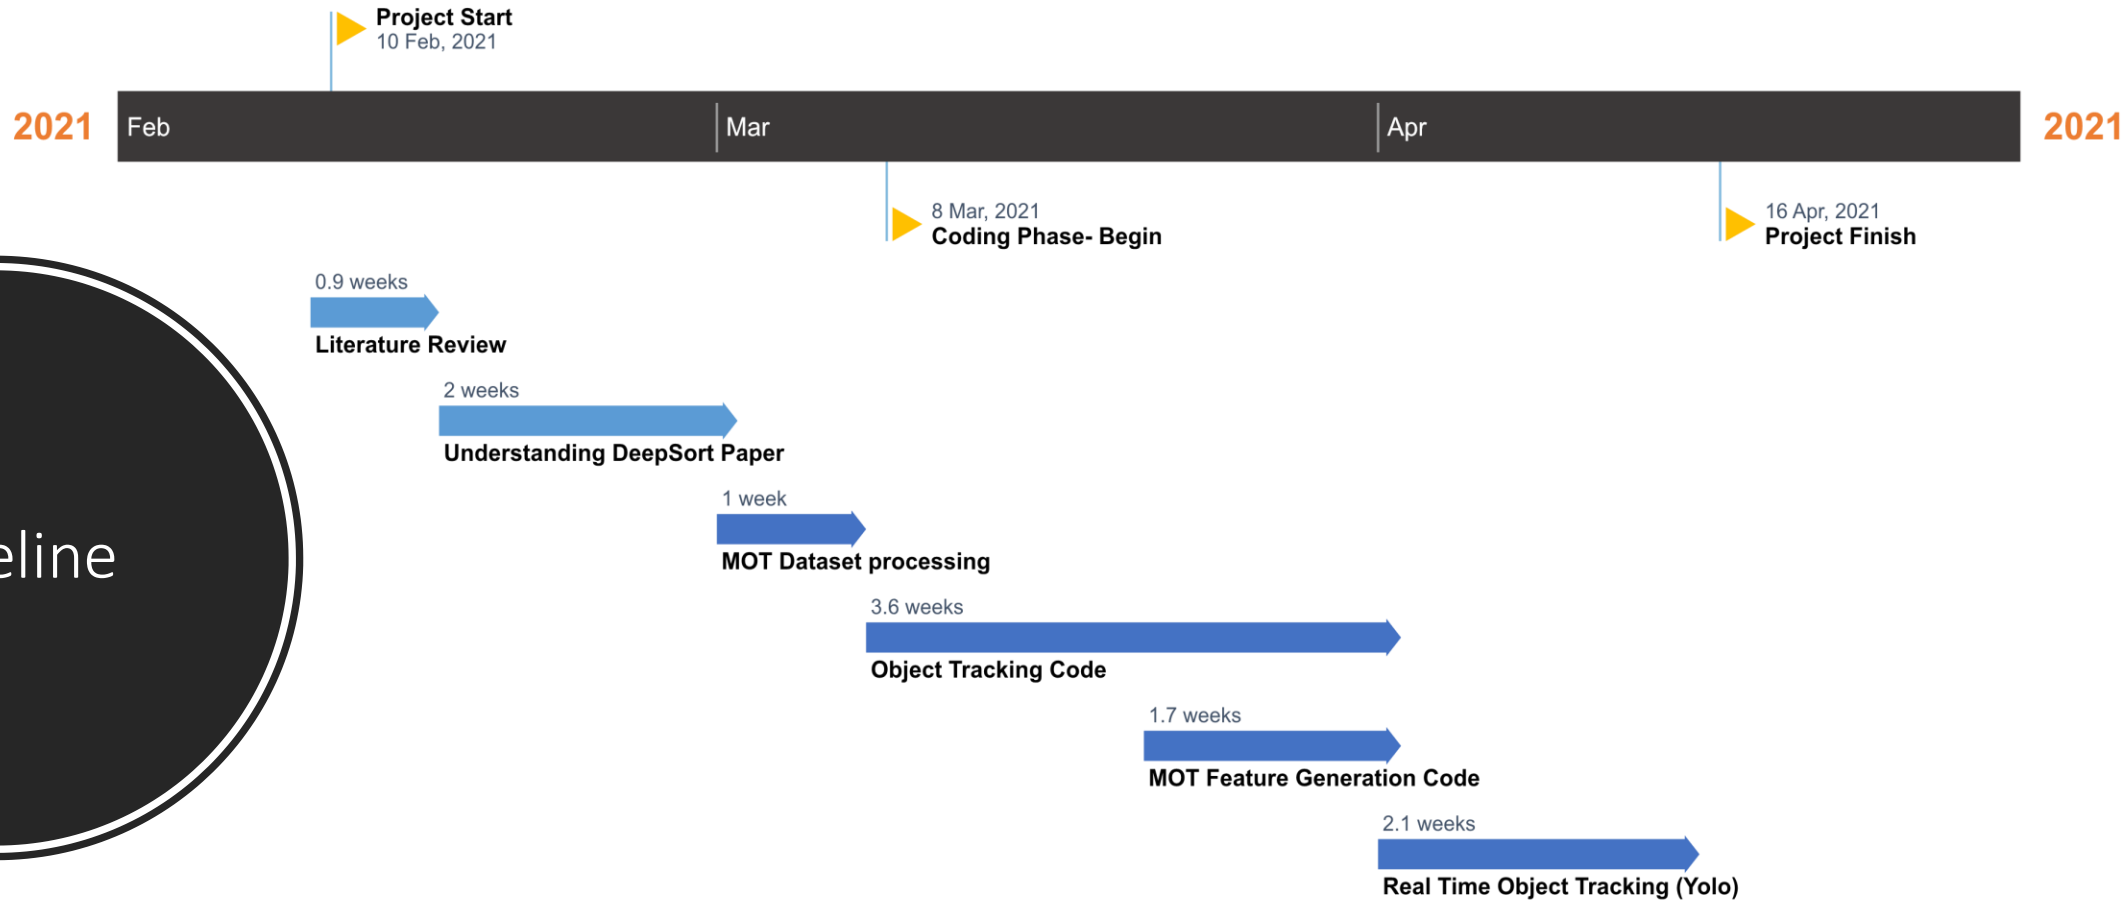 Project Start
10 Feb, 2021
2021
Feb
Mar
Apr
2021
8 Mar, 2021
Coding Phase- Begin
16 Apr, 2021
Project Finish
0.9 weeks
Literature Review
2 weeks
Understanding DeepSort Paper
1 week
MOT Dataset processing
eline
3.6 weeks
Object Tracking Code
1.7 weeks
MOT Feature Generation Code
2.1 weeks
Real Time Object Tracking (Yolo)